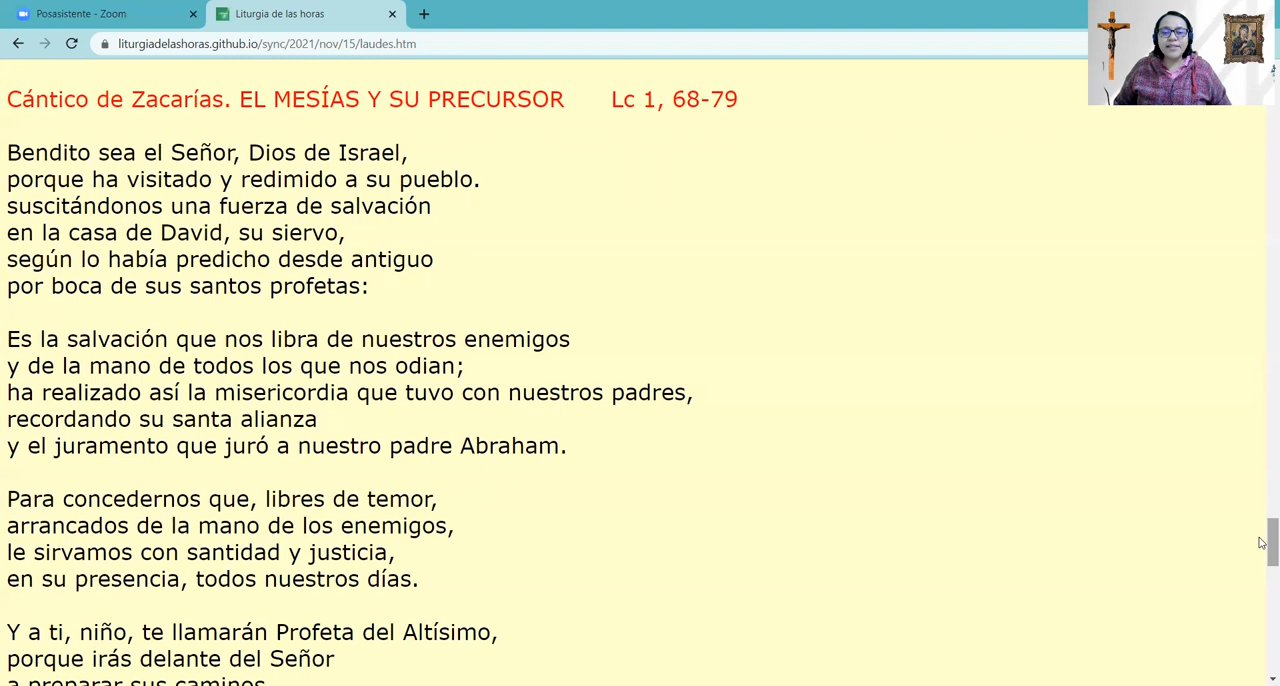 Posasistente - Zoom
Liturgia de las horas
liturgiadelashoras.github.io/sync/2021/nov/15/laudes.htm
Cántico de Zacarías. EL MESÍAS Y SU PRECURSOR Lc 1, 68-79
Bendito sea el Señor, Dios de Israel,
porque ha visitado y redimido a su pueblo.
suscitándonos una fuerza de salvación
en la casa de David, su siervo,
según lo había predicho desde antiguo
por boca de sus santos profetas:
Es la salvación que nos libra de nuestros enemigos
y de la mano de todos los que nos odian;
ha realizado así la misericordia que tuvo con nuestros padres,
recordando su santa alianza
y el juramento que juró a nuestro padre Abraham.
Para concedernos que, libres de temor,
arrancados de la mano de los enemigos,
le sirvamos con santidad y justicia,
en su presencia, todos nuestros días.
Y a ti, niño, te llamarán Profeta del Altísimo,
porque irás delante del Señor
a preparar sus caminos